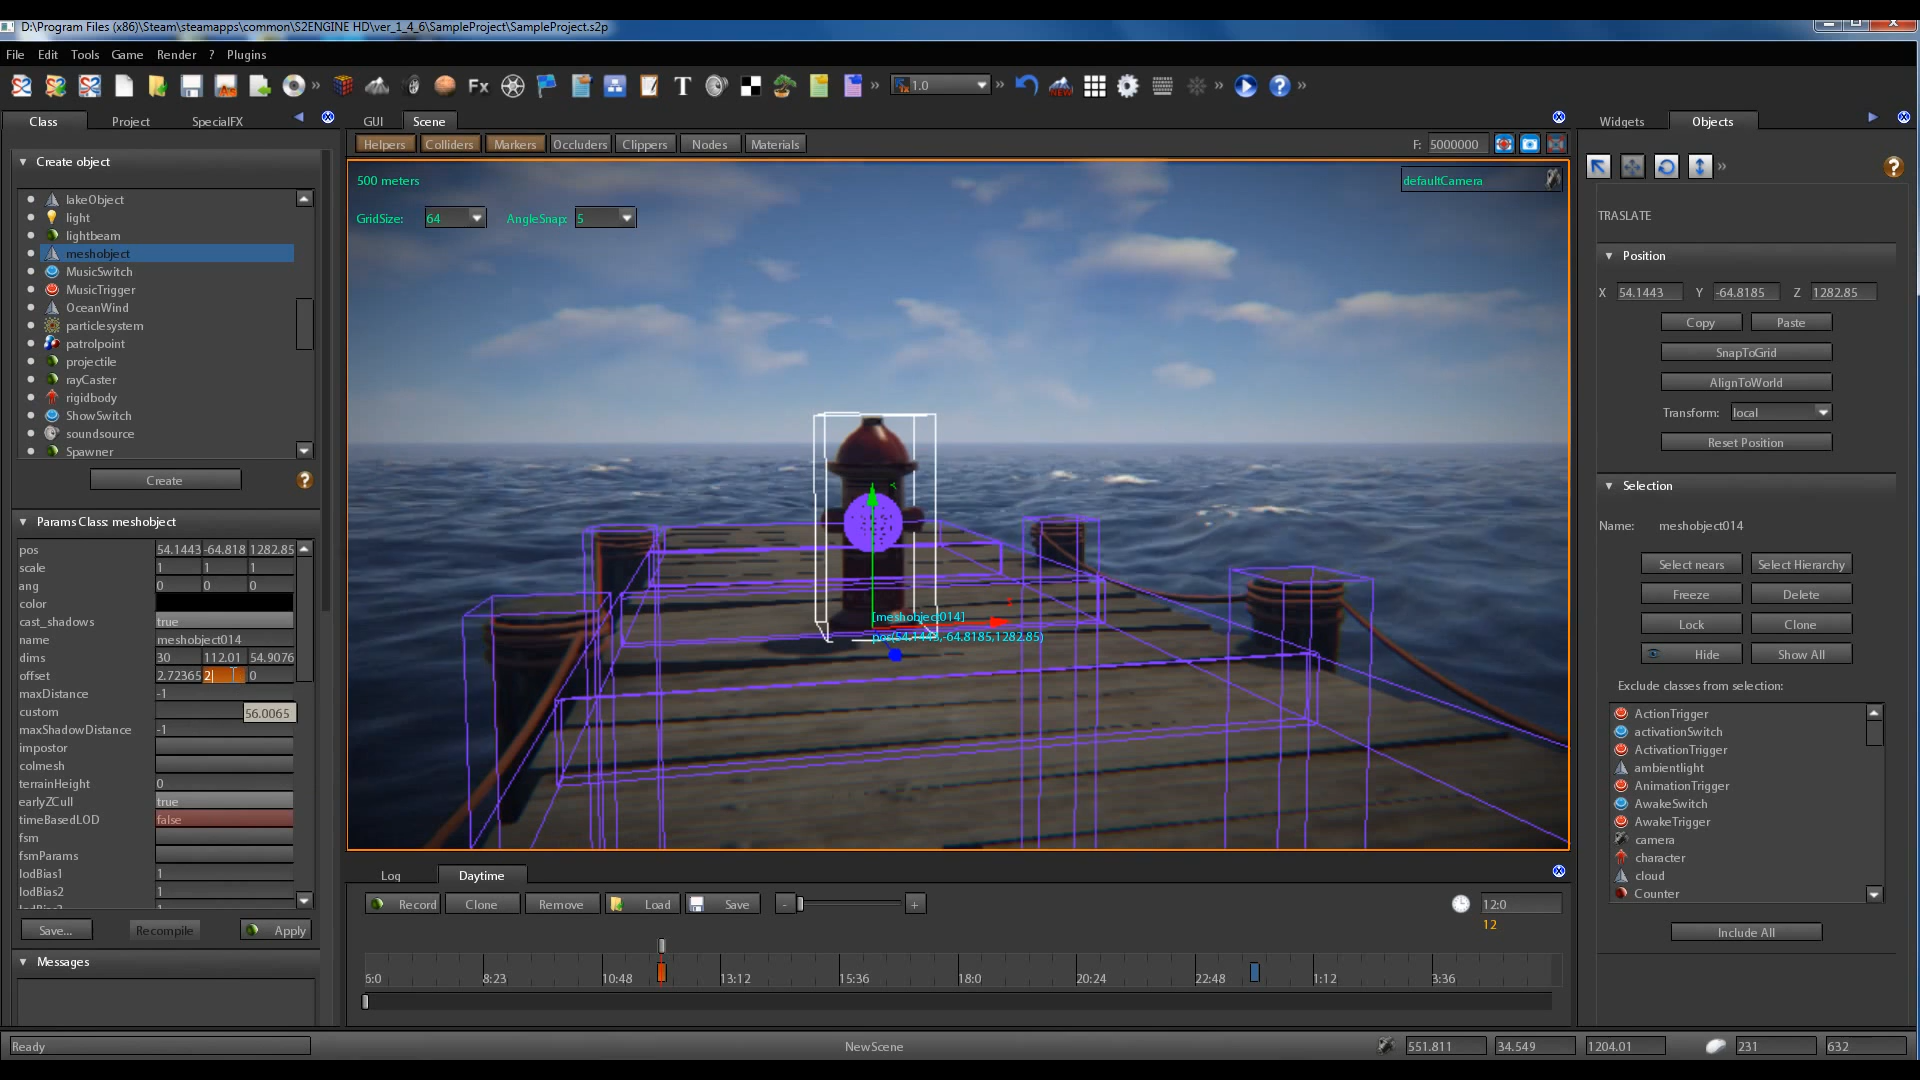 D:\Program Files (x86)\Steam\steamapps\common\S2ENGINE HD\ver_1_4_6\SampleProject\SampleProject.s2p
File Edit Tools Game Render ? Plugins
Fx T 1.0 NEW ?
Class Project SpecialFX
GUI Scene
Widgets Objects
Helpers Colliders Markers Occluders Clippers Nodes Materials F: 5000000
Create object
lakeObject
light
lightbeam
meshobject
MusicSwitch
MusicTrigger
OceanWind
particlesystem
patrolpoint
projectile
rayCaster
rigidbody
ShowSwitch
soundsource
Spawner
Create ?
Params Class: meshobject
pos 54.1443 -64.818 1282.85
scale 1 1 1
ang 0 0 0
color
cast_shadows true
name meshobject014
dims 30 112.01 54.9076
offset 2.72365 2 0
maxDistance -1
custom
56.0065
maxShadowDistance -1
impostor
colmesh
terrainHeight 0
earlyZCull true
timeBasedLOD false
fsm
fsmParams
lodBias1 1
lodBias2 1
Save... Recompile Apply
Messages
500 meters
defaultCamera
GridSize: 64 AngleSnap: 5
[meshobject014]
pos(54.1443,-64.8185,1282.85)
Log Daytime
Record Clone Remove Load Save - + 12:0
12
6:0 8:23 10:48 13:12 15:36 18:0 20:24 22:48 1:12 3:36
?
TRASLATE
Position
X 54.1443 Y -64.8185 Z 1282.85
Copy Paste
SnapToGrid
AlignToWorld
Transform: local
Reset Position
Selection
Name: meshobject014
Select nears Select Hierarchy
Freeze Delete
Lock Clone
Hide Show All
Exclude classes from selection:
ActionTrigger
activationSwitch
ActivationTrigger
ambientlight
AnimationTrigger
AwakeSwitch
AwakeTrigger
camera
character
cloud
Counter
Include All
Ready NewScene 551.811 34.549 1204.01 231 632